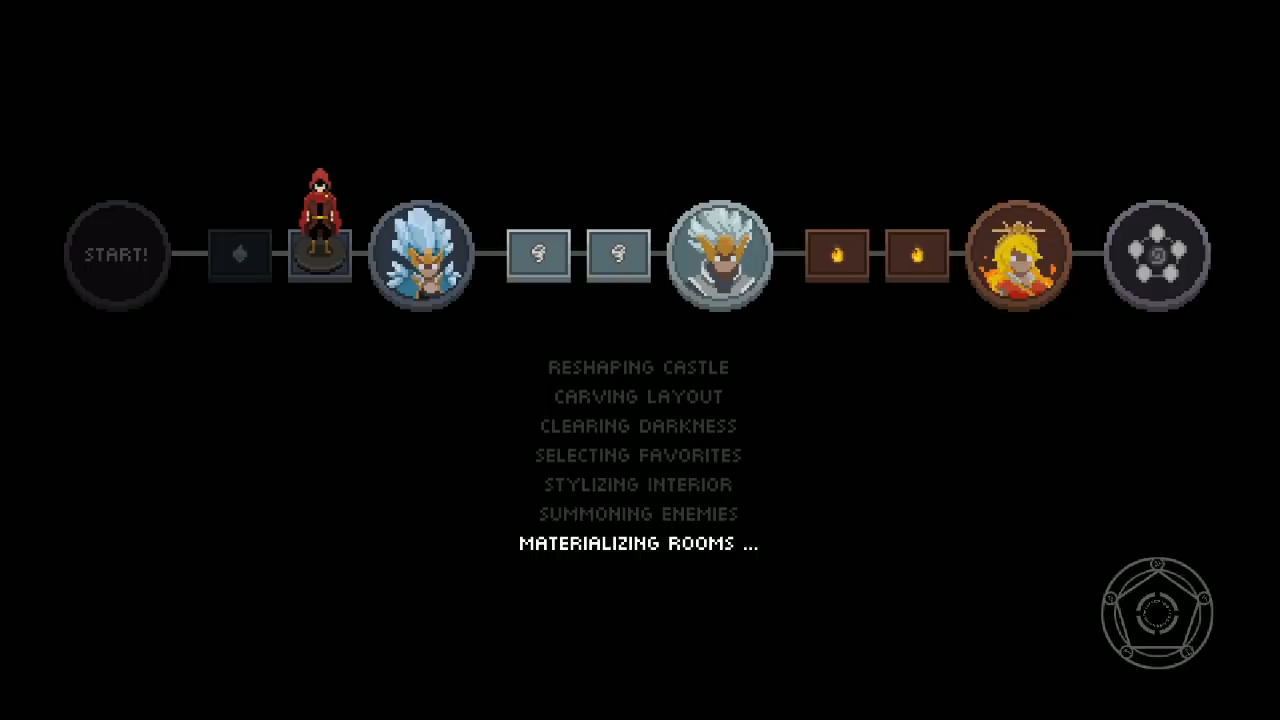 START!
RESHAPING CASTLE
CARVING LAYOUT
CLEARING DARKNESS
SELECTING FAVORITES
STYLIZING INTERIOR
SUMMONING ENEMIES
MATERIALIZING ROOMS ...